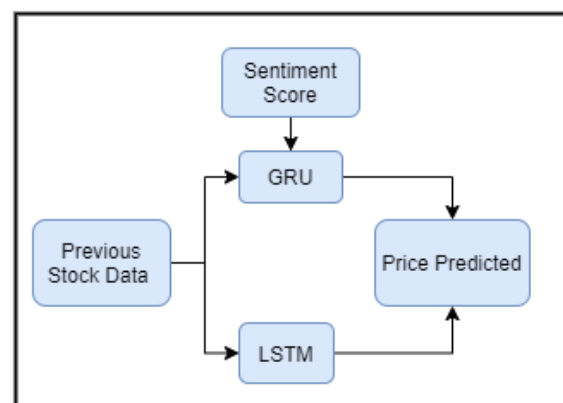 Sentiment
Score
GRU
Previous
Stock Data
Price Predicted
LSTM